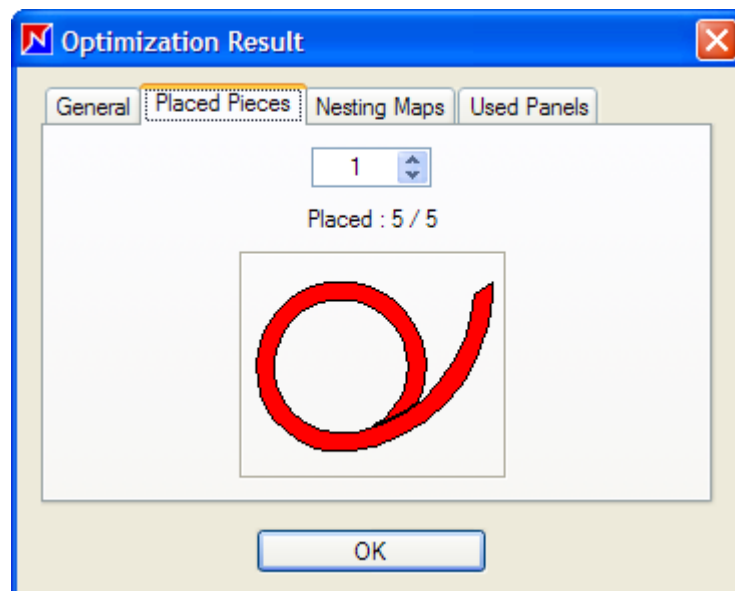 Optimization Result
General Placed Pieces Nesting Maps Used Panels
1
Placed : 5 / 5
OK